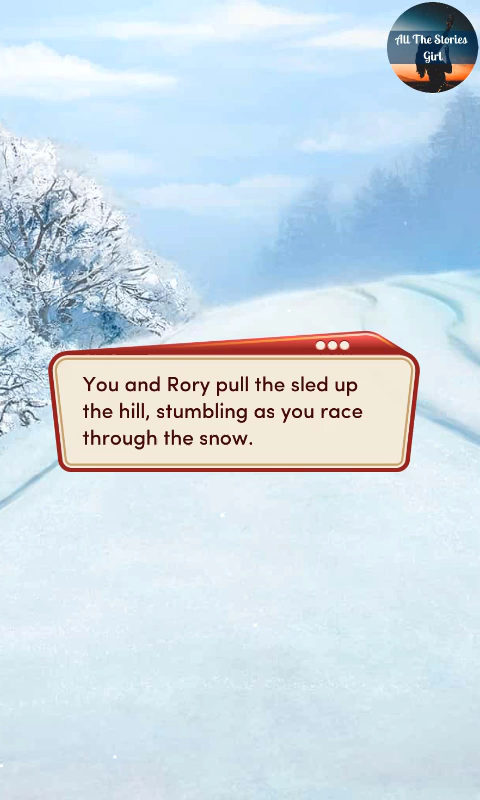 All The Stories
Girl
You and Rory pull the sled up
the hill, stumbling as you race
through the snow.